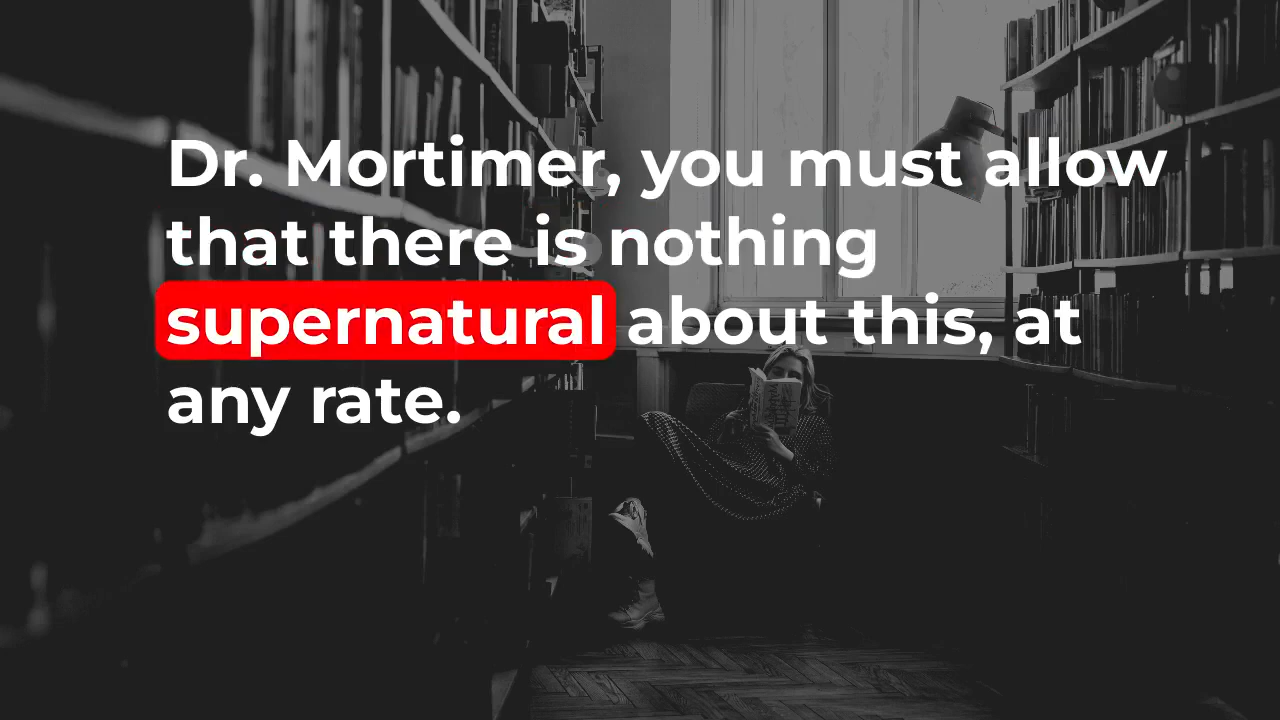 Dr. Mortimer, you must allow
that there is nothing
supernatural about this, at
any rate.